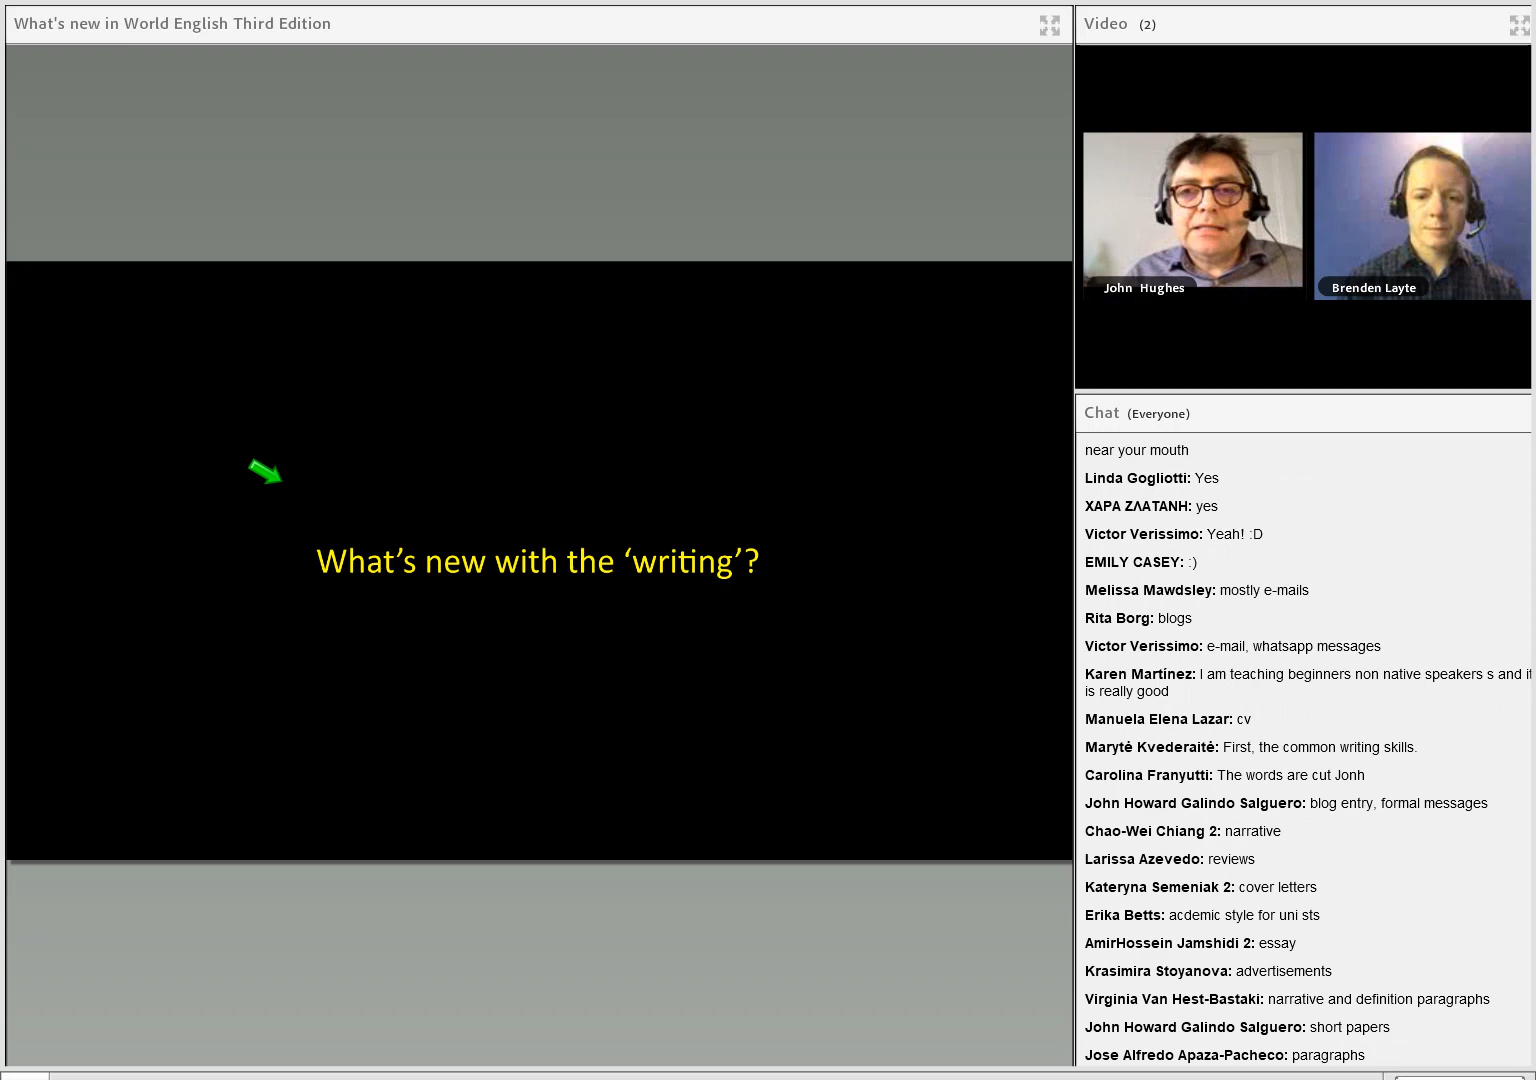 What's new in World English Third Edition
Video (2)
John Hughes
Brenden Layte
What’s new with the ‘writing’?
Chat (Everyone)
near your mouth
Linda Gogliotti: Yes
ΧΑΡΑ ΖΛΑΤΑΝΗ: yes
Victor Verissimo: Yeah! :D
EMILY CASEY: :)
Melissa Mawdsley: mostly e-mails
Rita Borg: blogs
Victor Verissimo: e-mail, whatsapp messages
Karen Martínez: I am teaching beginners non native speakers s and it
is really good
Manuela Elena Lazar: cv
Marytė Kvederaitė: First, the common writing skills.
Carolina Franyutti: The words are cut Jonh
John Howard Galindo Salguero: blog entry, formal messages
Chao-Wei Chiang 2: narrative
Larissa Azevedo: reviews
Kateryna Semeniak 2: cover letters
Erika Betts: acdemic style for uni sts
AmirHossein Jamshidi 2: essay
Krasimira Stoyanova: advertisements
Virginia Van Hest-Bastaki: narrative and definition paragraphs
John Howard Galindo Salguero: short papers
Jose Alfredo Apaza-Pacheco: paragraphs